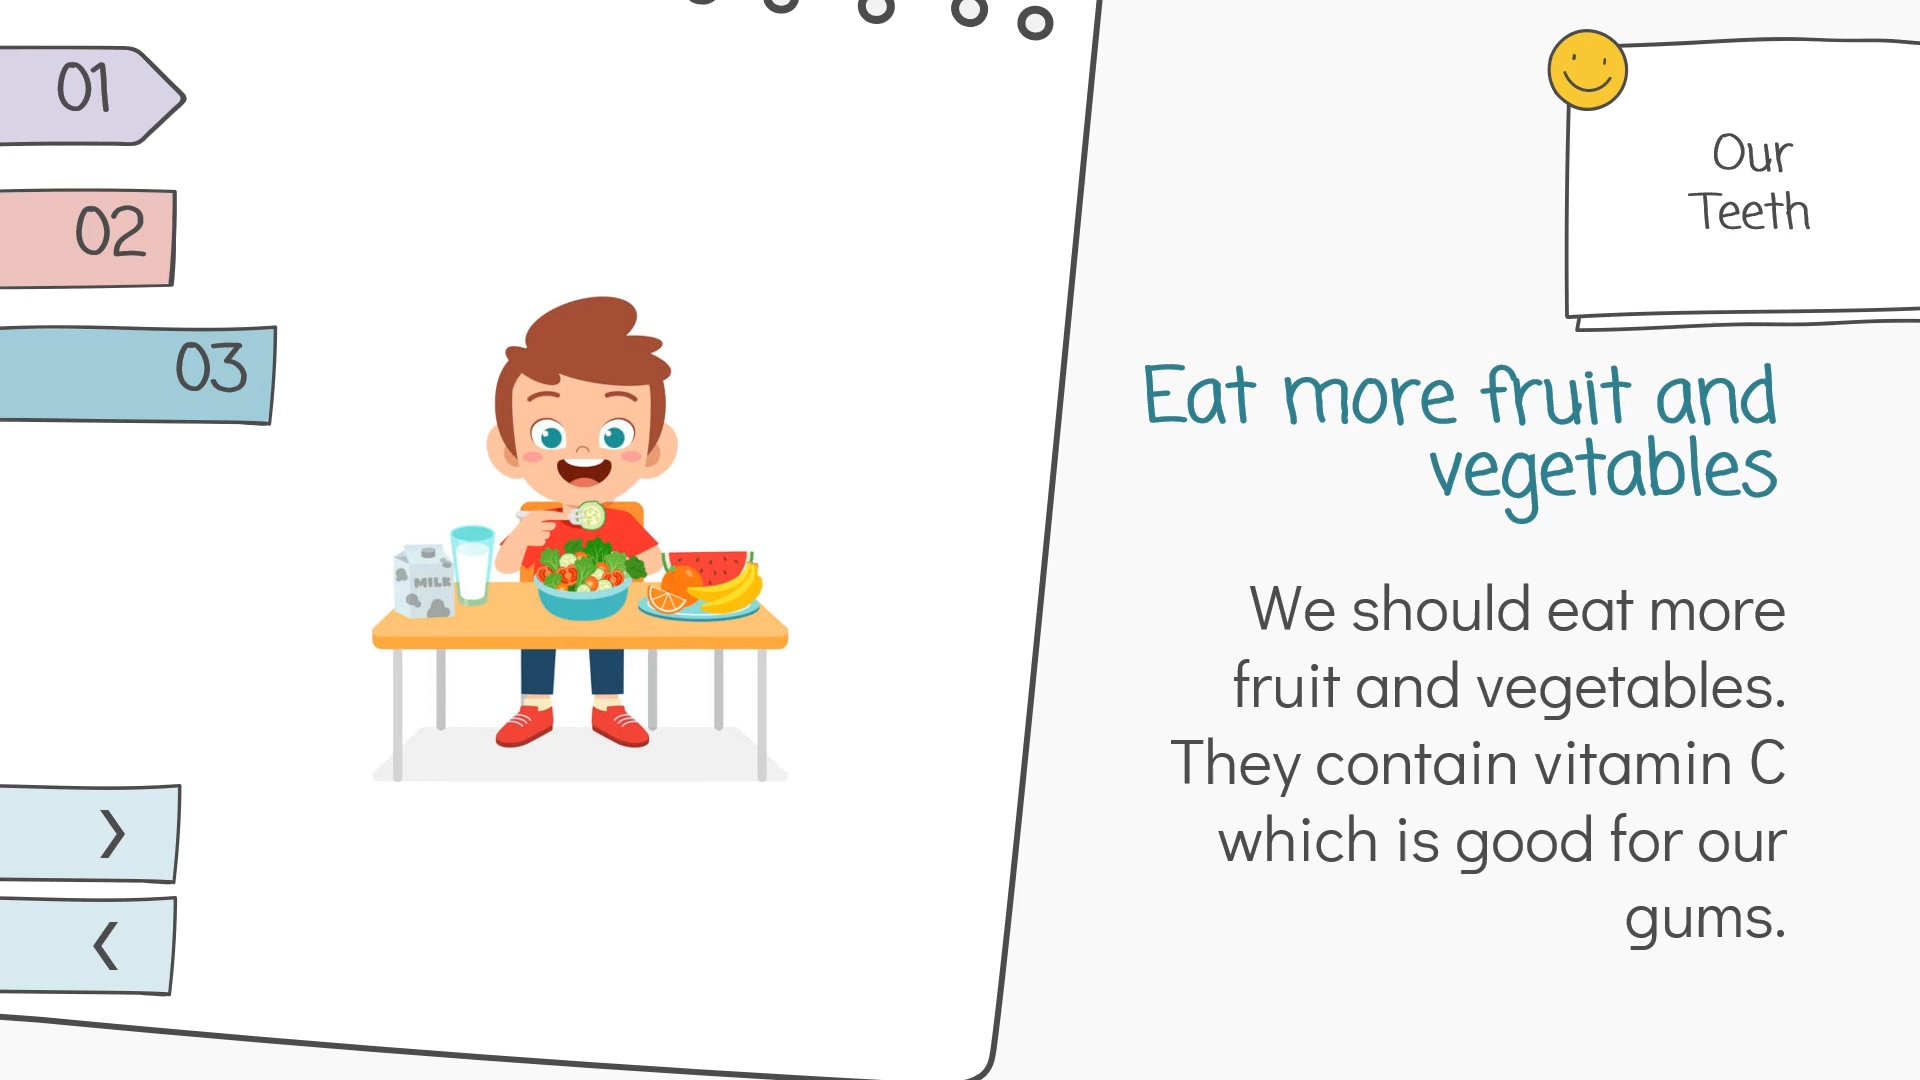 01
02
03
Our
Teeth
Eat more fruit and
vegetables
MILK
We should eat more
fruit and vegetables.
They contain vitamin C
which is good for our
gums.